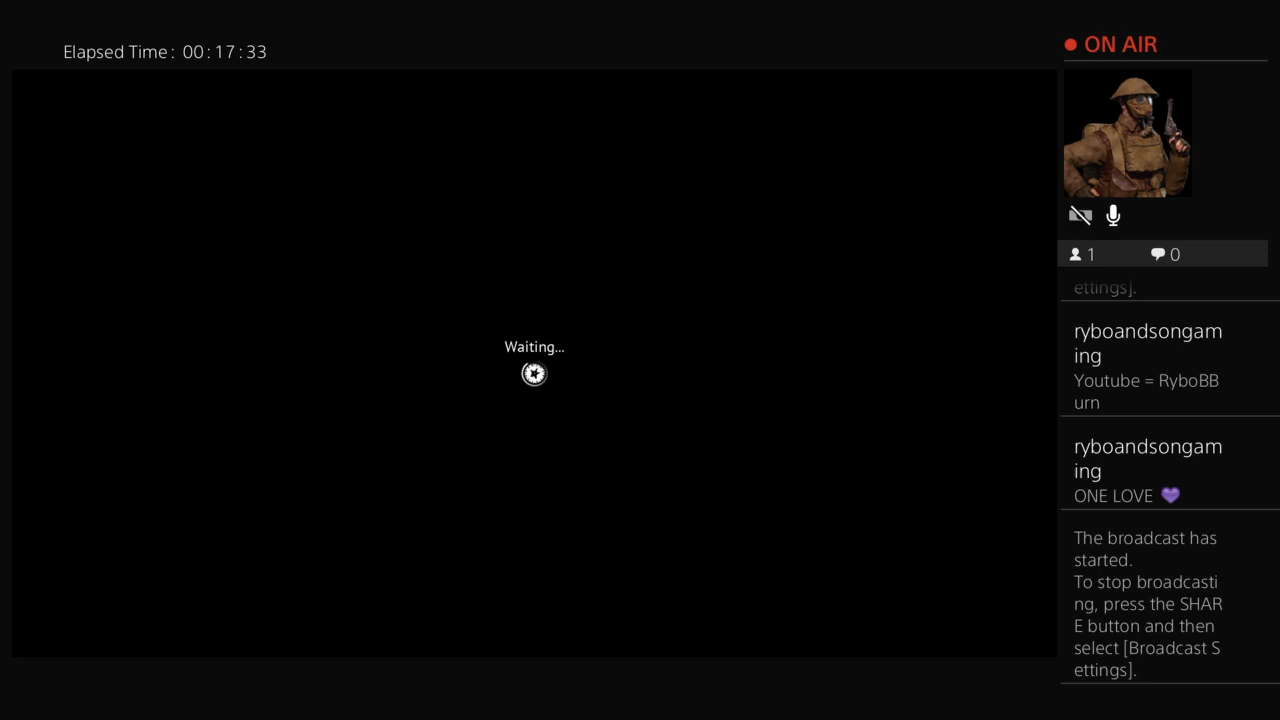 Elapsed Time: 00:17:33
ON AIR
1 0
ettings].
ryboandsongam
ing
Youtube = RyboBB
urn
ryboandsongam
ing
ONE LOVE 💜
The broadcast has
started.
To stop broadcasti
ng, press the SHAR
E button and then
select [Broadcast S
ettings].
Waiting...